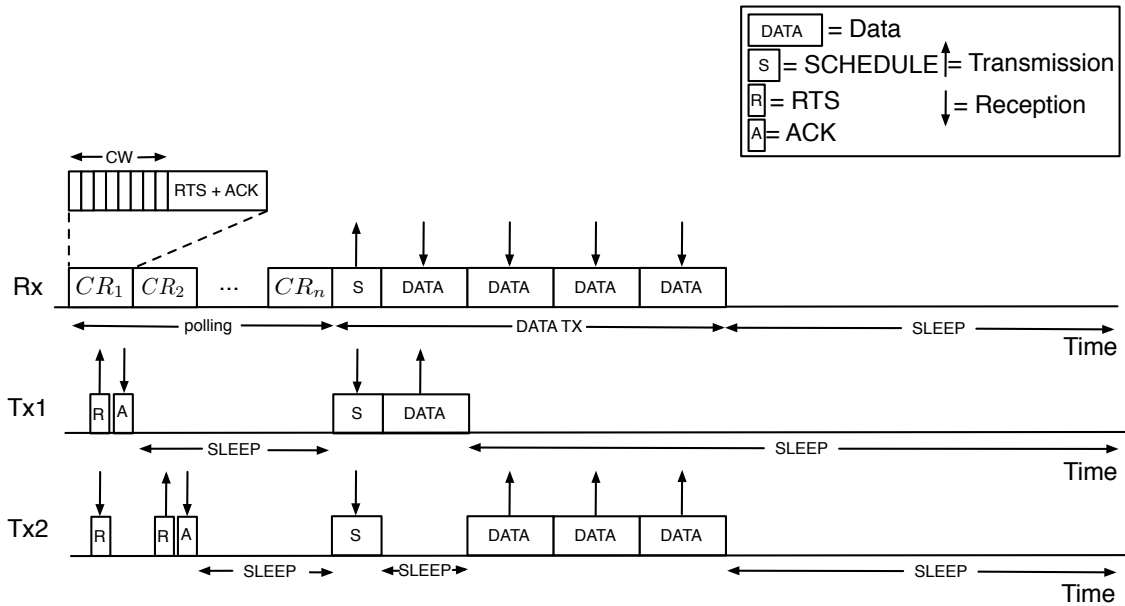 DATA = Data
S = SCHEDULE = Transmission
R = RTS = Reception
A = ACK
CW
RTS + ACK
Rx CR1 CR2 ... CRn S DATA DATA DATA DATA
polling DATA TX SLEEP
Time
Tx1 R A S DATA
SLEEP SLEEP
Time
Tx2 R R A S DATA DATA DATA
SLEEP SLEEP SLEEP
Time